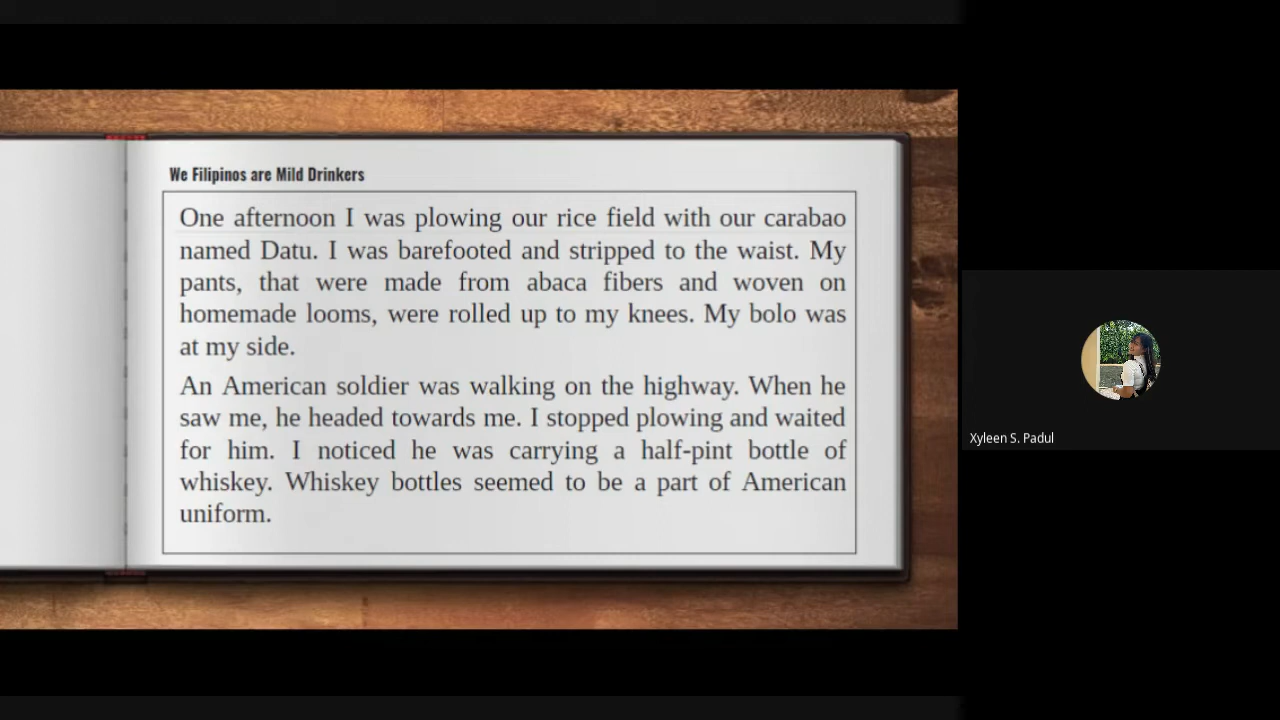 We Filipinos are Mild Drinkers
One afternoon I was plowing our rice field with our carabao
named Datu. I was barefooted and stripped to the waist. My
pants, that were made from abaca fibers and woven on
homemade looms, were rolled up to my knees. My bolo was
at my side.
An American soldier was walking on the highway. When he
saw me, he headed towards me. I stopped plowing and waited
for him. I noticed he was carrying a half-pint bottle of
whiskey. Whiskey bottles seemed to be a part of American
uniform.
Xyleen S. Padul